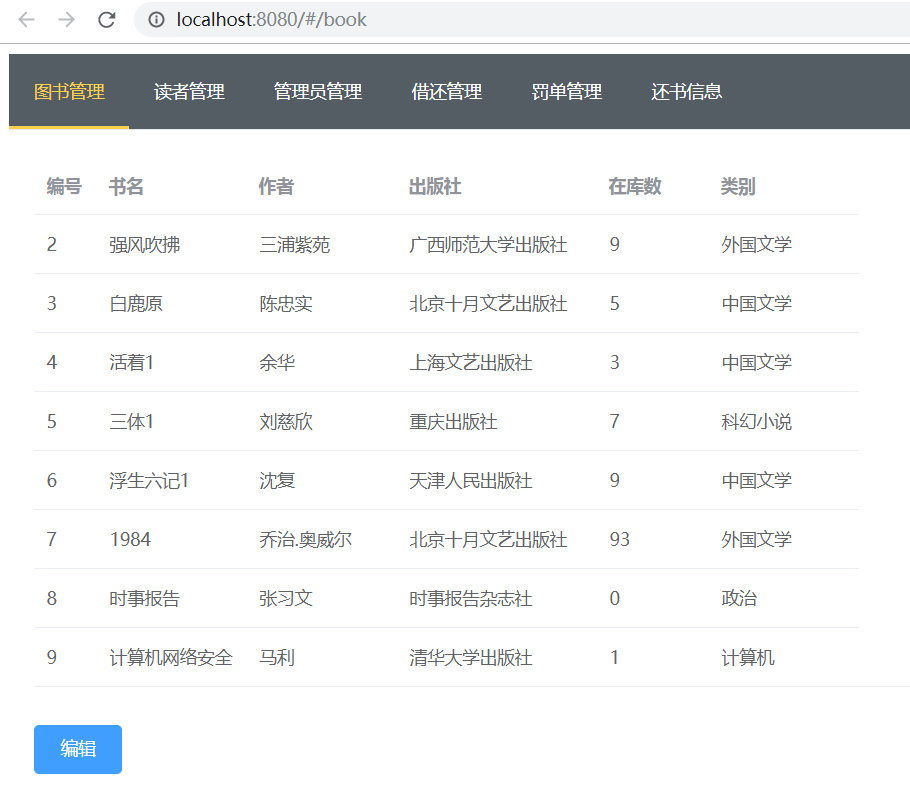 localhost:8080/#/book
图书管理 读者管理 管理员管理 借还管理 罚单管理 还书信息
编号 书名 作者 出版社 在库数 类别
2 强风吹拂 三浦紫苑 广西师范大学出版社 9 外国文学
3 白鹿原 陈忠实 北京十月文艺出版社 5 中国文学
4 活着1 余华 上海文艺出版社 3 中国文学
5 三体1 刘慈欣 重庆出版社 7 科幻小说
6 浮生六记1 沈复 天津人民出版社 9 中国文学
7 1984 乔治.奥威尔 北京十月文艺出版社 93 外国文学
8 时事报告 张习文 时事报告杂志社 0 政治
9 计算机网络安全 马利 清华大学出版社 1 计算机
编辑